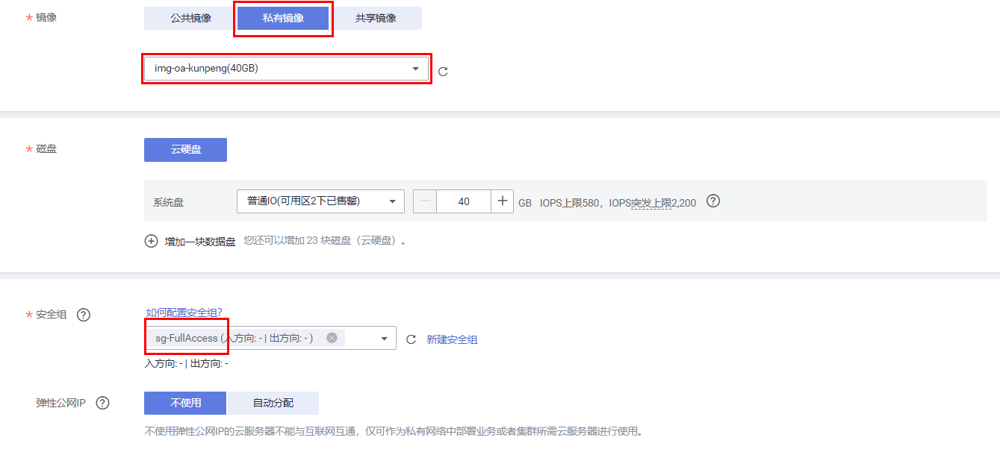 * 镜像 公共镜像 私有镜像 共享镜像
img-oa-kunpeng(40GB)
* 磁盘 云硬盘
系统盘 普通IO(可用区2下已售罄) — 40 + GB IOPS上限580，IOPS突发上限2,200 ?
+ 增加一块数据盘 您还可以增加 23 块磁盘（云硬盘）。
如何配置安全组?
* 安全组 ?
sg-FullAccess (入方向: - | 出方向: - ) 新建安全组
入方向: - | 出方向: -
弹性公网IP ? 不使用 自动分配
不使用弹性公网IP的云服务器不能与互联网互通，仅可作为私有网络中部署业务或者集群所需云服务器进行使用。